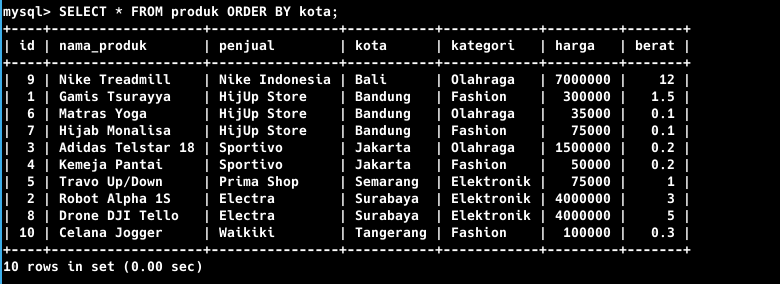 mysql> SELECT * FROM produk ORDER BY kota;
+----+-------------------+----------------+-----------+------------+---------+-------+
| id | nama_produk       | penjual        | kota      | kategori   | harga   | berat |
+----+-------------------+----------------+-----------+------------+---------+-------+
|  9 | Nike Treadmill    | Nike Indonesia | Bali      | Olahraga   | 7000000 |    12 |
|  1 | Gamis Tsurayya    | HijUp Store    | Bandung   | Fashion    |  300000 |   1.5 |
|  6 | Matras Yoga       | HijUp Store    | Bandung   | Olahraga   |   35000 |   0.1 |
|  7 | Hijab Monalisa    | HijUp Store    | Bandung   | Fashion    |   75000 |   0.1 |
|  3 | Adidas Telstar 18 | Sportivo       | Jakarta   | Olahraga   | 1500000 |   0.2 |
|  4 | Kemeja Pantai     | Sportivo       | Jakarta   | Fashion    |   50000 |   0.2 |
|  5 | Travo Up/Down     | Prima Shop     | Semarang  | Elektronik |   75000 |     1 |
|  2 | Robot Alpha 1S    | Electra        | Surabaya  | Elektronik | 4000000 |     3 |
|  8 | Drone DJI Tello   | Electra        | Surabaya  | Elektronik | 4000000 |     5 |
| 10 | Celana Jogger     | Waikiki        | Tangerang | Fashion    |  100000 |   0.3 |
+----+-------------------+----------------+-----------+------------+---------+-------+
10 rows in set (0.00 sec)